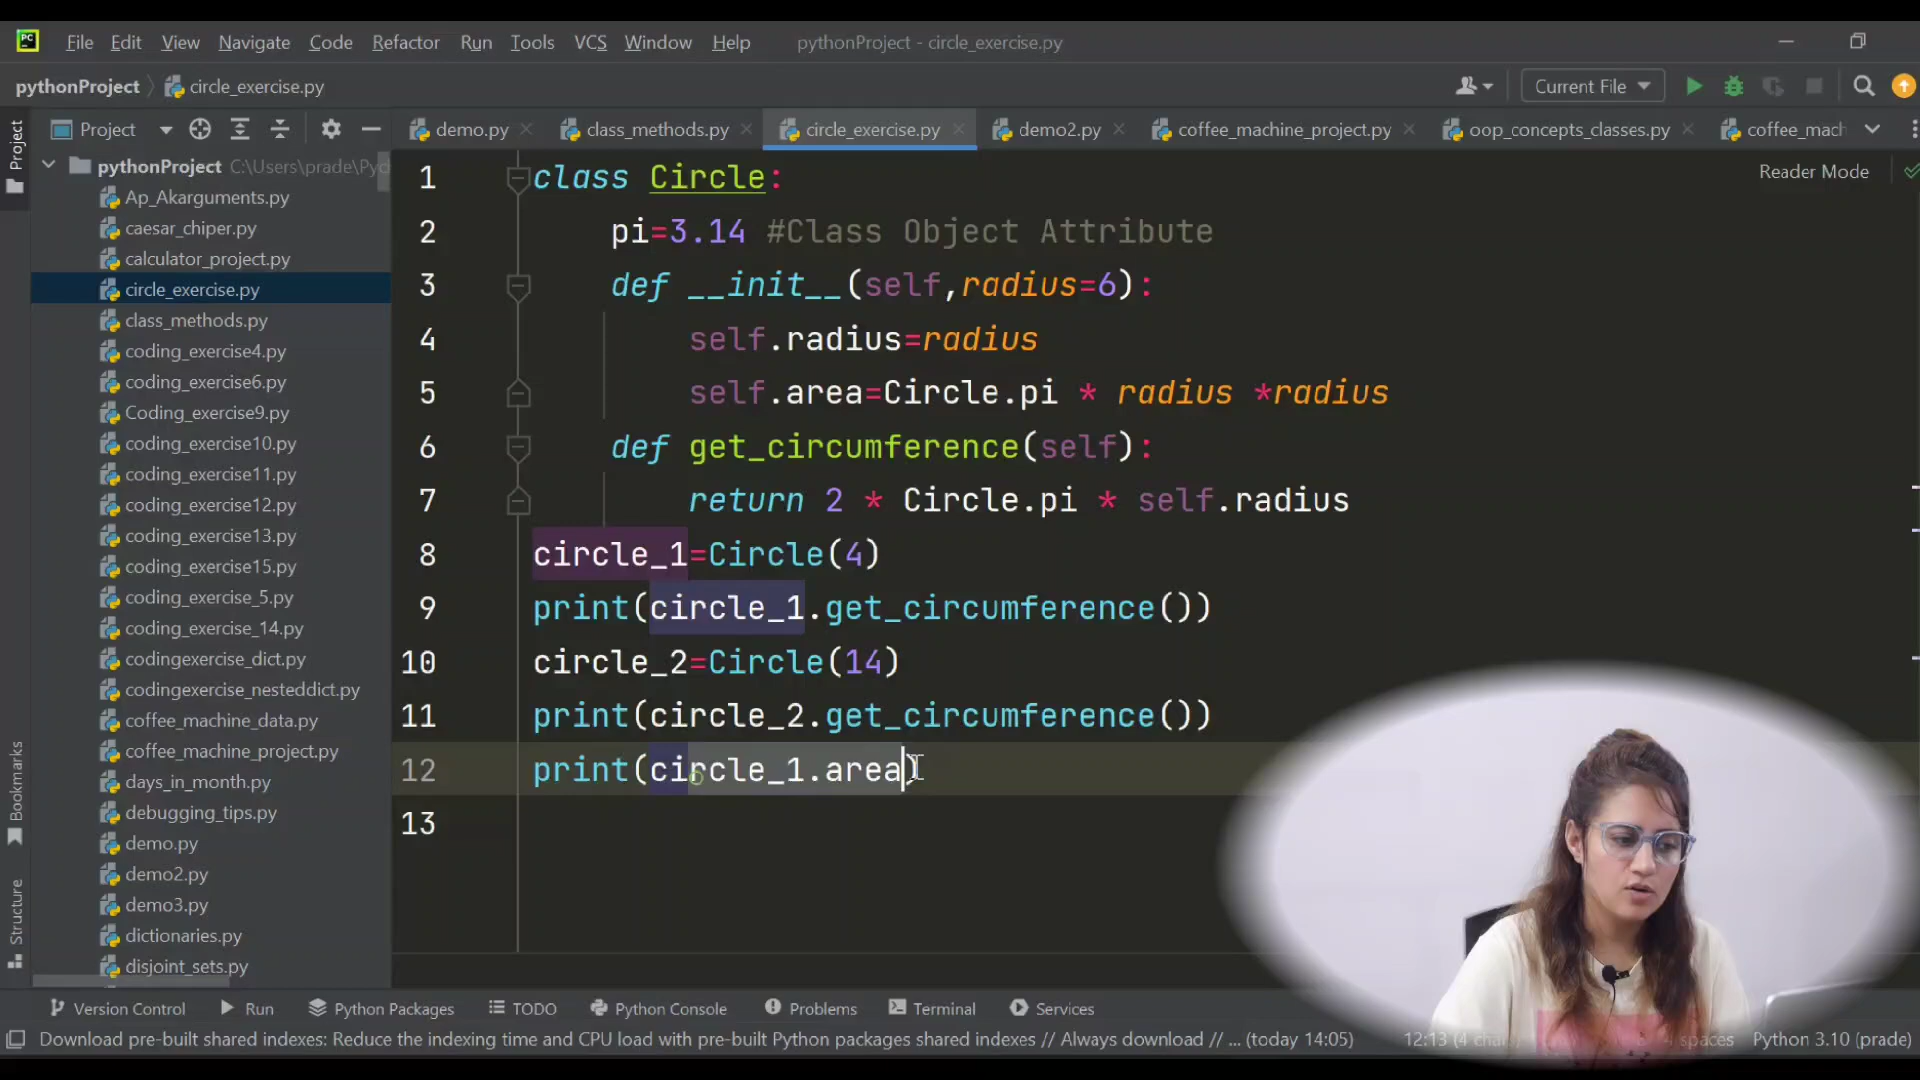 PC File Edit View Navigate Code Refactor Run Tools VCS Window Help pythonProject - circle_exercise.py
pythonProject circle_exercise.py Current File
Project demo.py class_methods.py circle_exercise.py demo2.py coffee_machine_project.py oop_concepts_classes.py coffee_mach
Project
pythonProject C:\Users\prade\Pyc
Ap_Akarguments.py
caesar_chiper.py
calculator_project.py
circle_exercise.py
class_methods.py
coding_exercise4.py
coding_exercise6.py
Coding_exercise9.py
coding_exercise10.py
coding_exercise11.py
coding_exercise12.py
coding_exercise13.py
coding_exercise15.py
coding_exercise_5.py
coding_exercise_14.py
codingexercise_dict.py
codingexercise_nesteddict.py
coffee_machine_data.py
coffee_machine_project.py
days_in_month.py
debugging_tips.py
demo.py
demo2.py
demo3.py
dictionaries.py
disjoint_sets.py
Bookmarks
Structure
Reader Mode
1 class Circle:
2 pi=3.14 #Class Object Attribute
3 def __init__(self,radius=6):
4 self.radius=radius
5 self.area=Circle.pi * radius *radius
6 def get_circumference(self):
7 return 2 * Circle.pi * self.radius
8 circle_1=Circle(4)
9 print(circle_1.get_circumference())
10 circle_2=Circle(14)
11 print(circle_2.get_circumference())
12 print(circle_1.area)
13
Version Control Run Python Packages TODO Python Console Problems Terminal Services
Download pre-built shared indexes: Reduce the indexing time and CPU load with pre-built Python packages shared indexes // Always download // ... (today 14:05) 12:13 4 spaces Python 3.10 (prade)